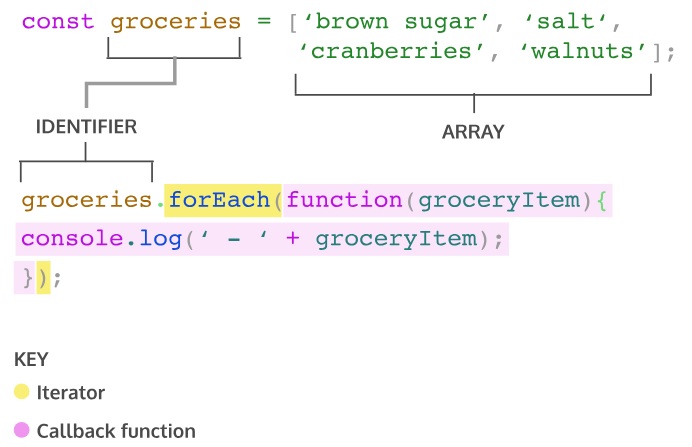 const groceries = [‘brown sugar’, ‘salt‘,
‘cranberries’, ‘walnuts’];
IDENTIFIER
ARRAY
groceries.forEach(function(groceryItem){
console.log(‘ - ‘ + groceryItem);
});
KEY
Iterator
Callback function